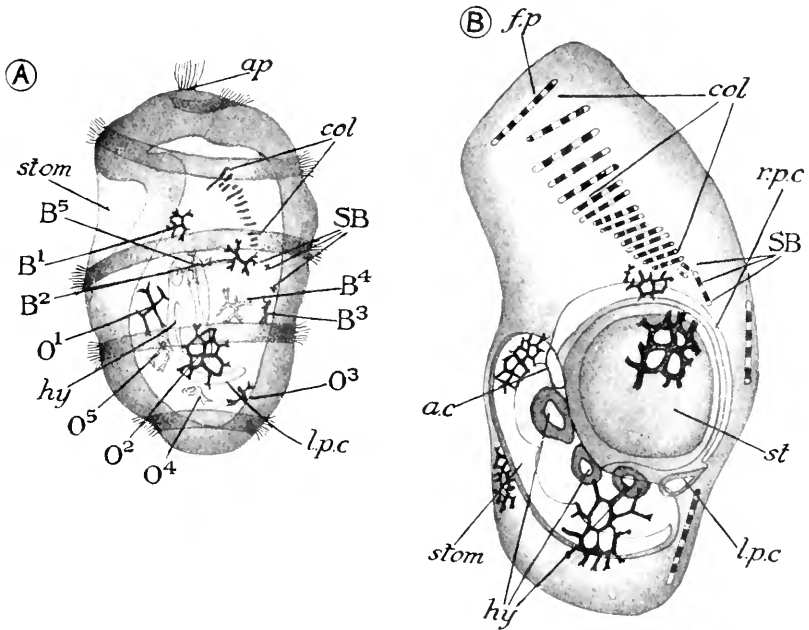 A
ap
col
stom
B⁵
B¹
SB
B²
B⁴
B³
O¹
hy
O⁵
O³
O²
O⁴
l.p.c
B
f.p
col
r.p.c
SB
a.c
st
stom
l.p.c
hy